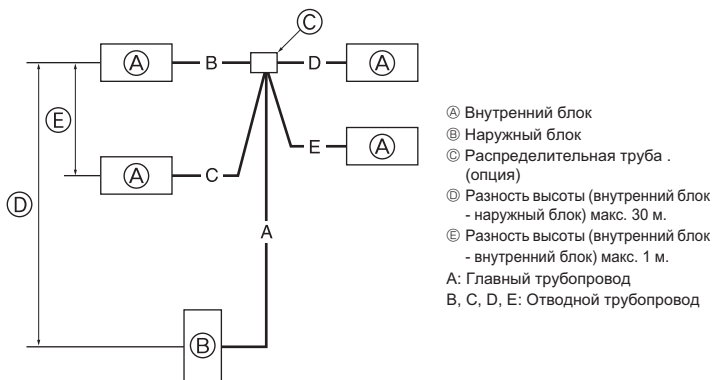 Ⓒ
Ⓐ B D Ⓐ
Ⓔ
E Ⓐ
Ⓐ C
Ⓓ
A
Ⓑ
Ⓐ Внутренний блок
Ⓑ Наружный блок
Ⓒ Распределительная труба .
(опция)
Ⓓ Разность высоты (внутренний блок
- наружный блок) макс. 30 м.
Ⓔ Разность высоты (внутренний блок
- внутренний блок) макс. 1 м.
A: Главный трубопровод
B, C, D, E: Отводной трубопровод